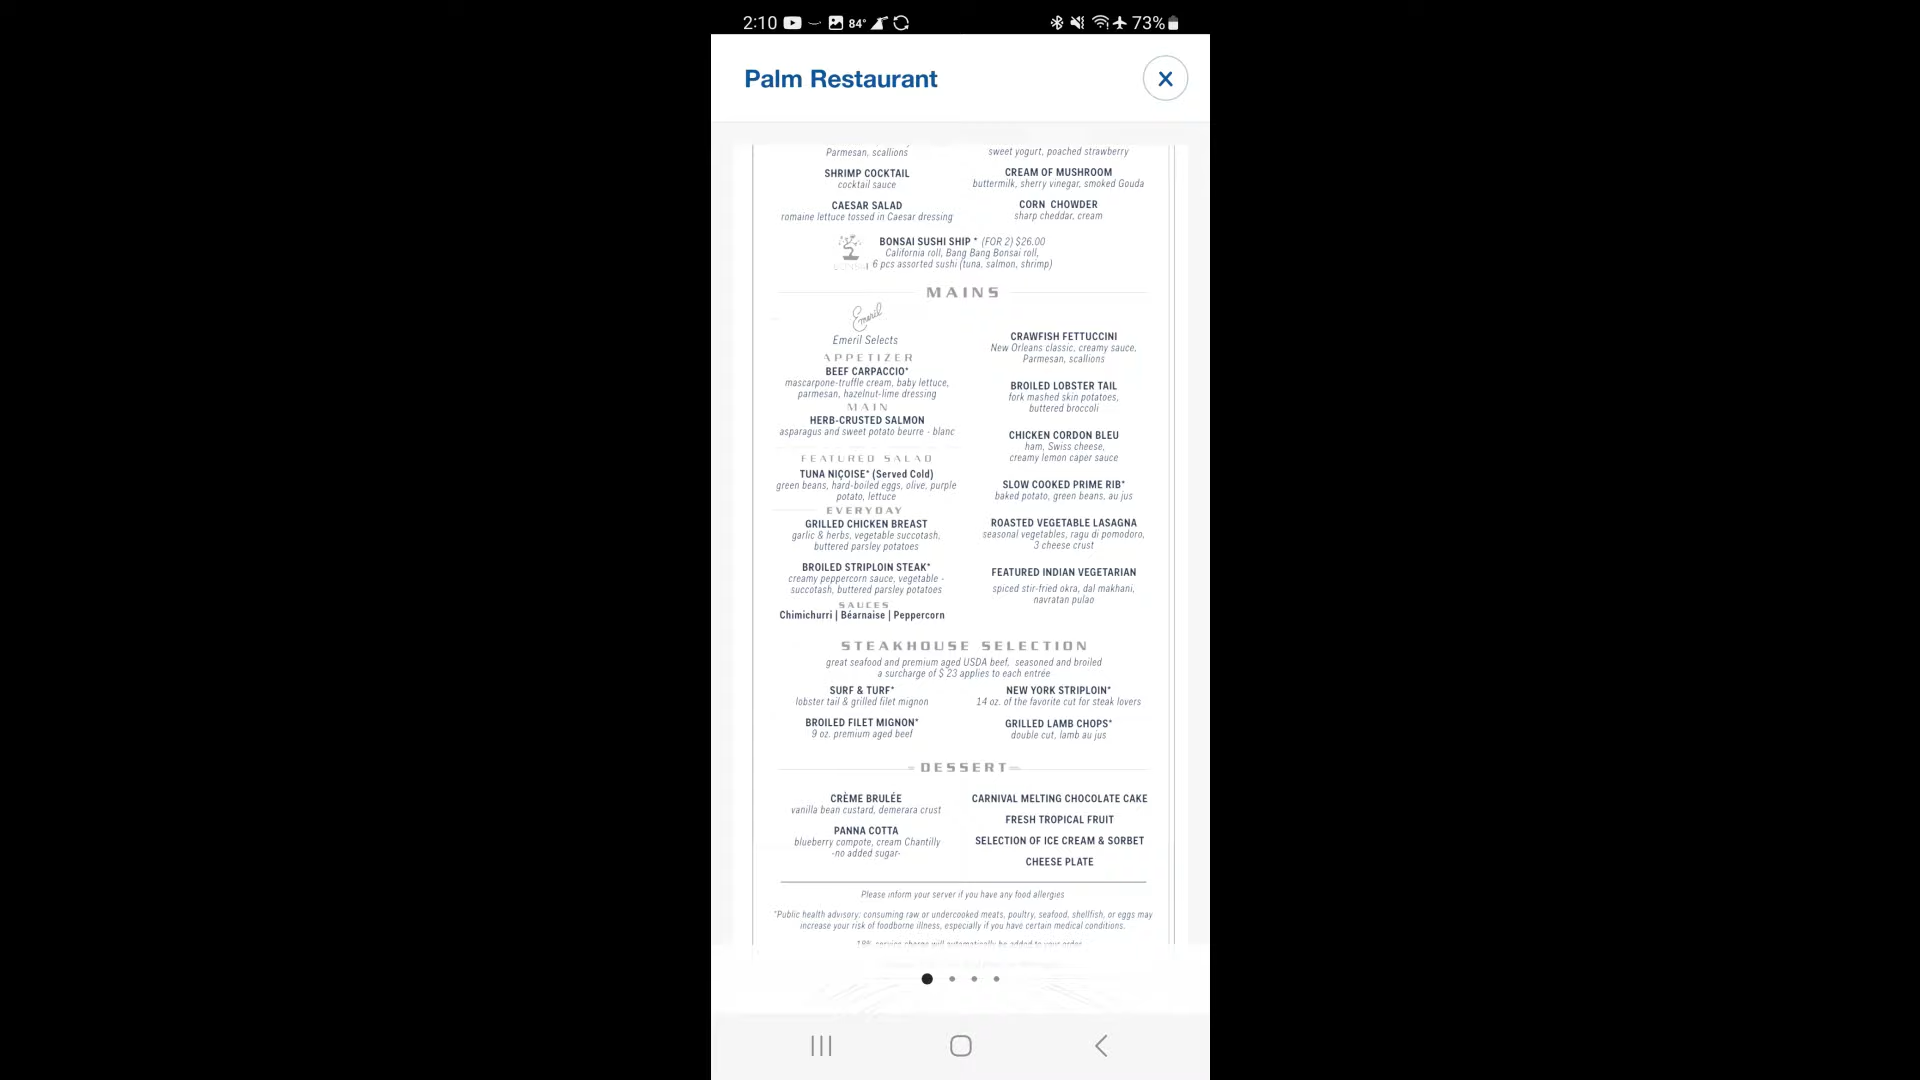 2:10 84° 73%
Palm Restaurant
Parmesan, scallions
SHRIMP COCKTAIL
cocktail sauce
CAESAR SALAD
romaine lettuce tossed in Caesar dressing
sweet yogurt, poached strawberry
CREAM OF MUSHROOM
buttermilk, sherry vinegar, smoked Gouda
CORN CHOWDER
sharp cheddar, cream
BONSAI SUSHI SHIP * (FOR 2) $26.00
California roll, Bang Bang Bonsai roll,
6 pcs assorted sushi (tuna, salmon, shrimp)
BONSAI
MAINS
Emeril
Emeril Selects
APPETIZER
BEEF CARPACCIO*
mascarpone-truffle cream, baby lettuce,
parmesan, hazelnut-lime dressing
MAIN
HERB-CRUSTED SALMON
asparagus and sweet potato beurre - blanc
FEATURED SALAD
TUNA NIÇOISE* (Served Cold)
green beans, hard-boiled eggs, olive, purple
potato, lettuce
EVERYDAY
GRILLED CHICKEN BREAST
garlic & herbs, vegetable succotash,
buttered parsley potatoes
BROILED STRIPLOIN STEAK*
creamy peppercorn sauce, vegetable -
succotash, buttered parsley potatoes
SAUCES
Chimichurri | Béarnaise | Peppercorn
CRAWFISH FETTUCCINI
New Orleans classic, creamy sauce,
Parmesan, scallions
BROILED LOBSTER TAIL
fork mashed skin potatoes,
buttered broccoli
CHICKEN CORDON BLEU
ham, Swiss cheese,
creamy lemon caper sauce
SLOW COOKED PRIME RIB*
baked potato, green beans, au jus
ROASTED VEGETABLE LASAGNA
seasonal vegetables, ragu di pomodoro,
3 cheese crust
FEATURED INDIAN VEGETARIAN
spiced stir-fried okra, dal makhani,
navratan pulao
STEAKHOUSE SELECTION
great seafood and premium aged USDA beef, seasoned and broiled
a surcharge of $ 23 applies to each entrée
SURF & TURF*
lobster tail & grilled filet mignon
BROILED FILET MIGNON*
9 oz. premium aged beef
NEW YORK STRIPLOIN*
14 oz. of the favorite cut for steak lovers
GRILLED LAMB CHOPS*
double cut, lamb au jus
DESSERT
CRÈME BRULÉE
vanilla bean custard, demerara crust
PANNA COTTA
blueberry compote, cream Chantilly
-no added sugar-
CARNIVAL MELTING CHOCOLATE CAKE
FRESH TROPICAL FRUIT
SELECTION OF ICE CREAM & SORBET
CHEESE PLATE
Please inform your server if you have any food allergies
*Public health advisory: consuming raw or undercooked meats, poultry, seafood, shellfish, or eggs may
increase your risk of foodborne illness, especially if you have certain medical conditions.
18% service charge will automatically be added to your order